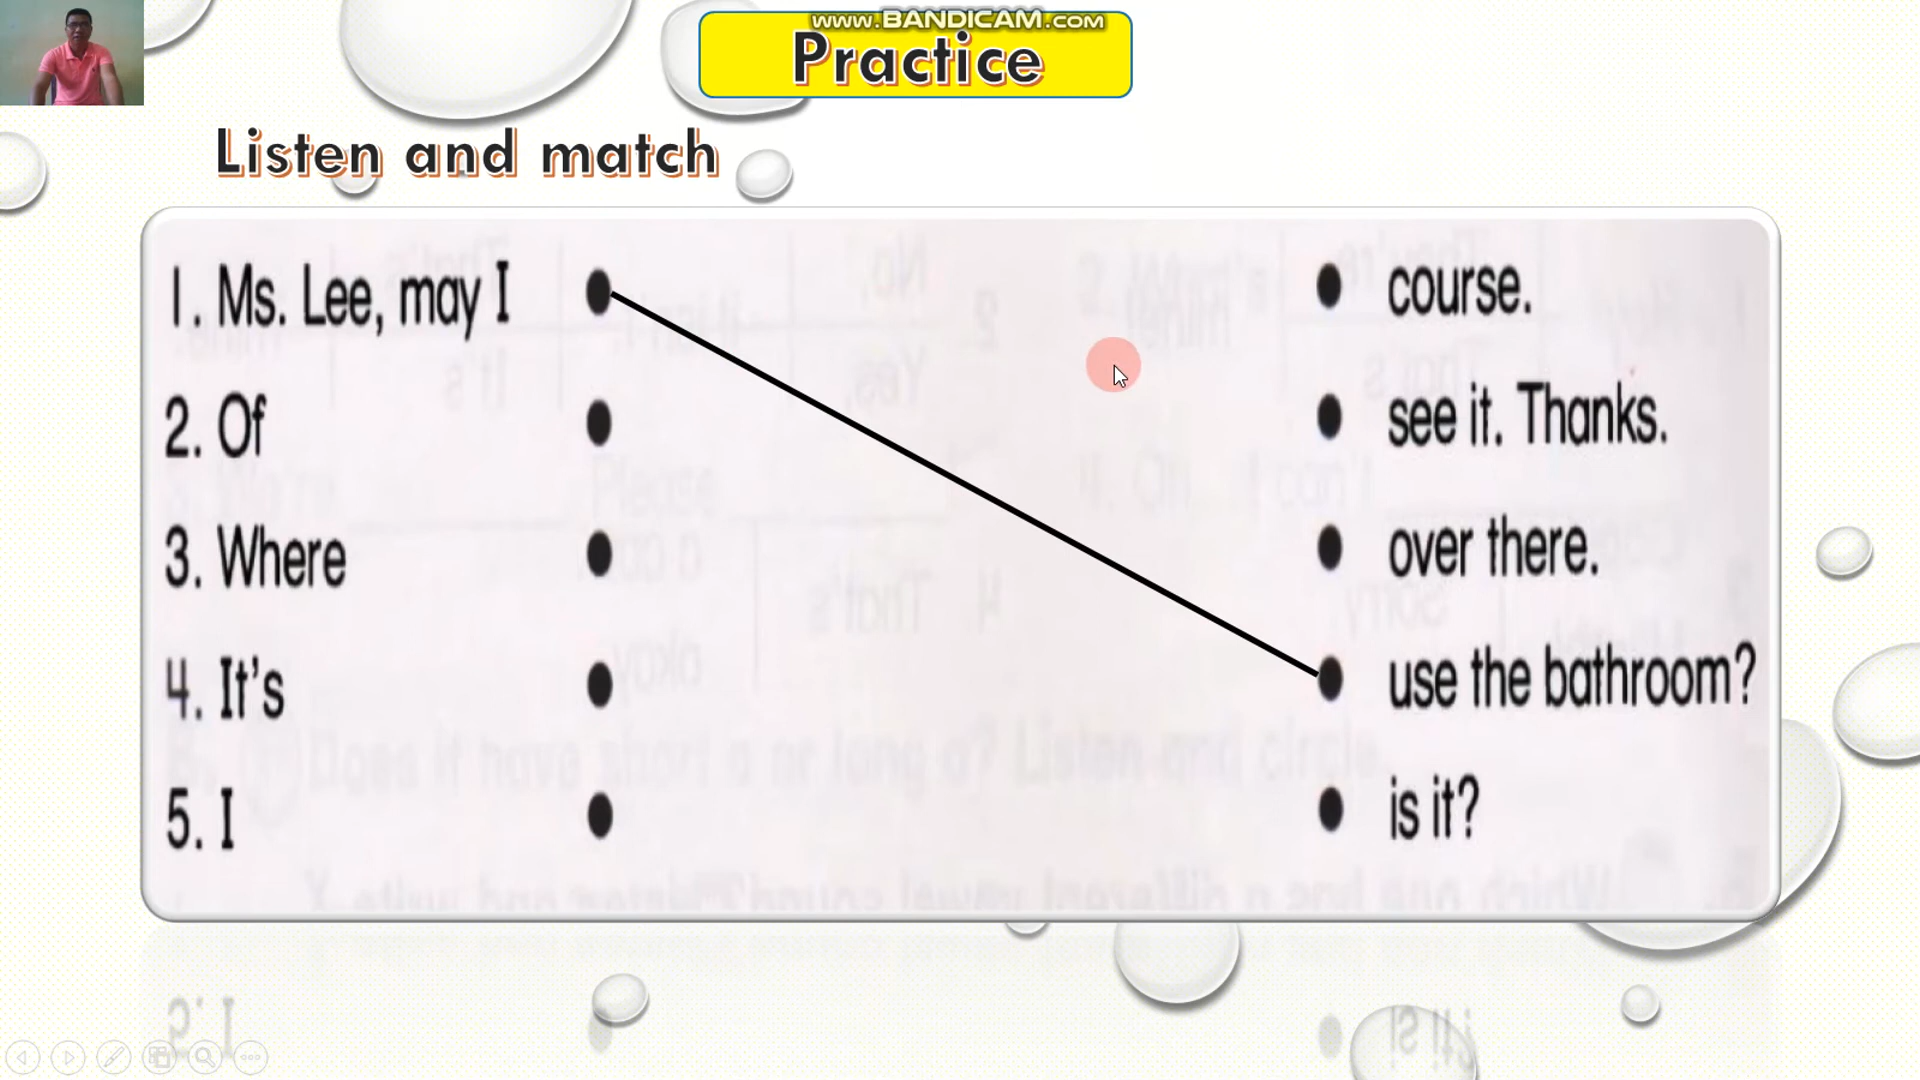 www.BANDICAM.com
Practice
Listen and match
1. Ms. Lee, may I
course.
2. Of
see it. Thanks.
3. Where
over there.
4. It's
use the bathroom?
5. I
is it?